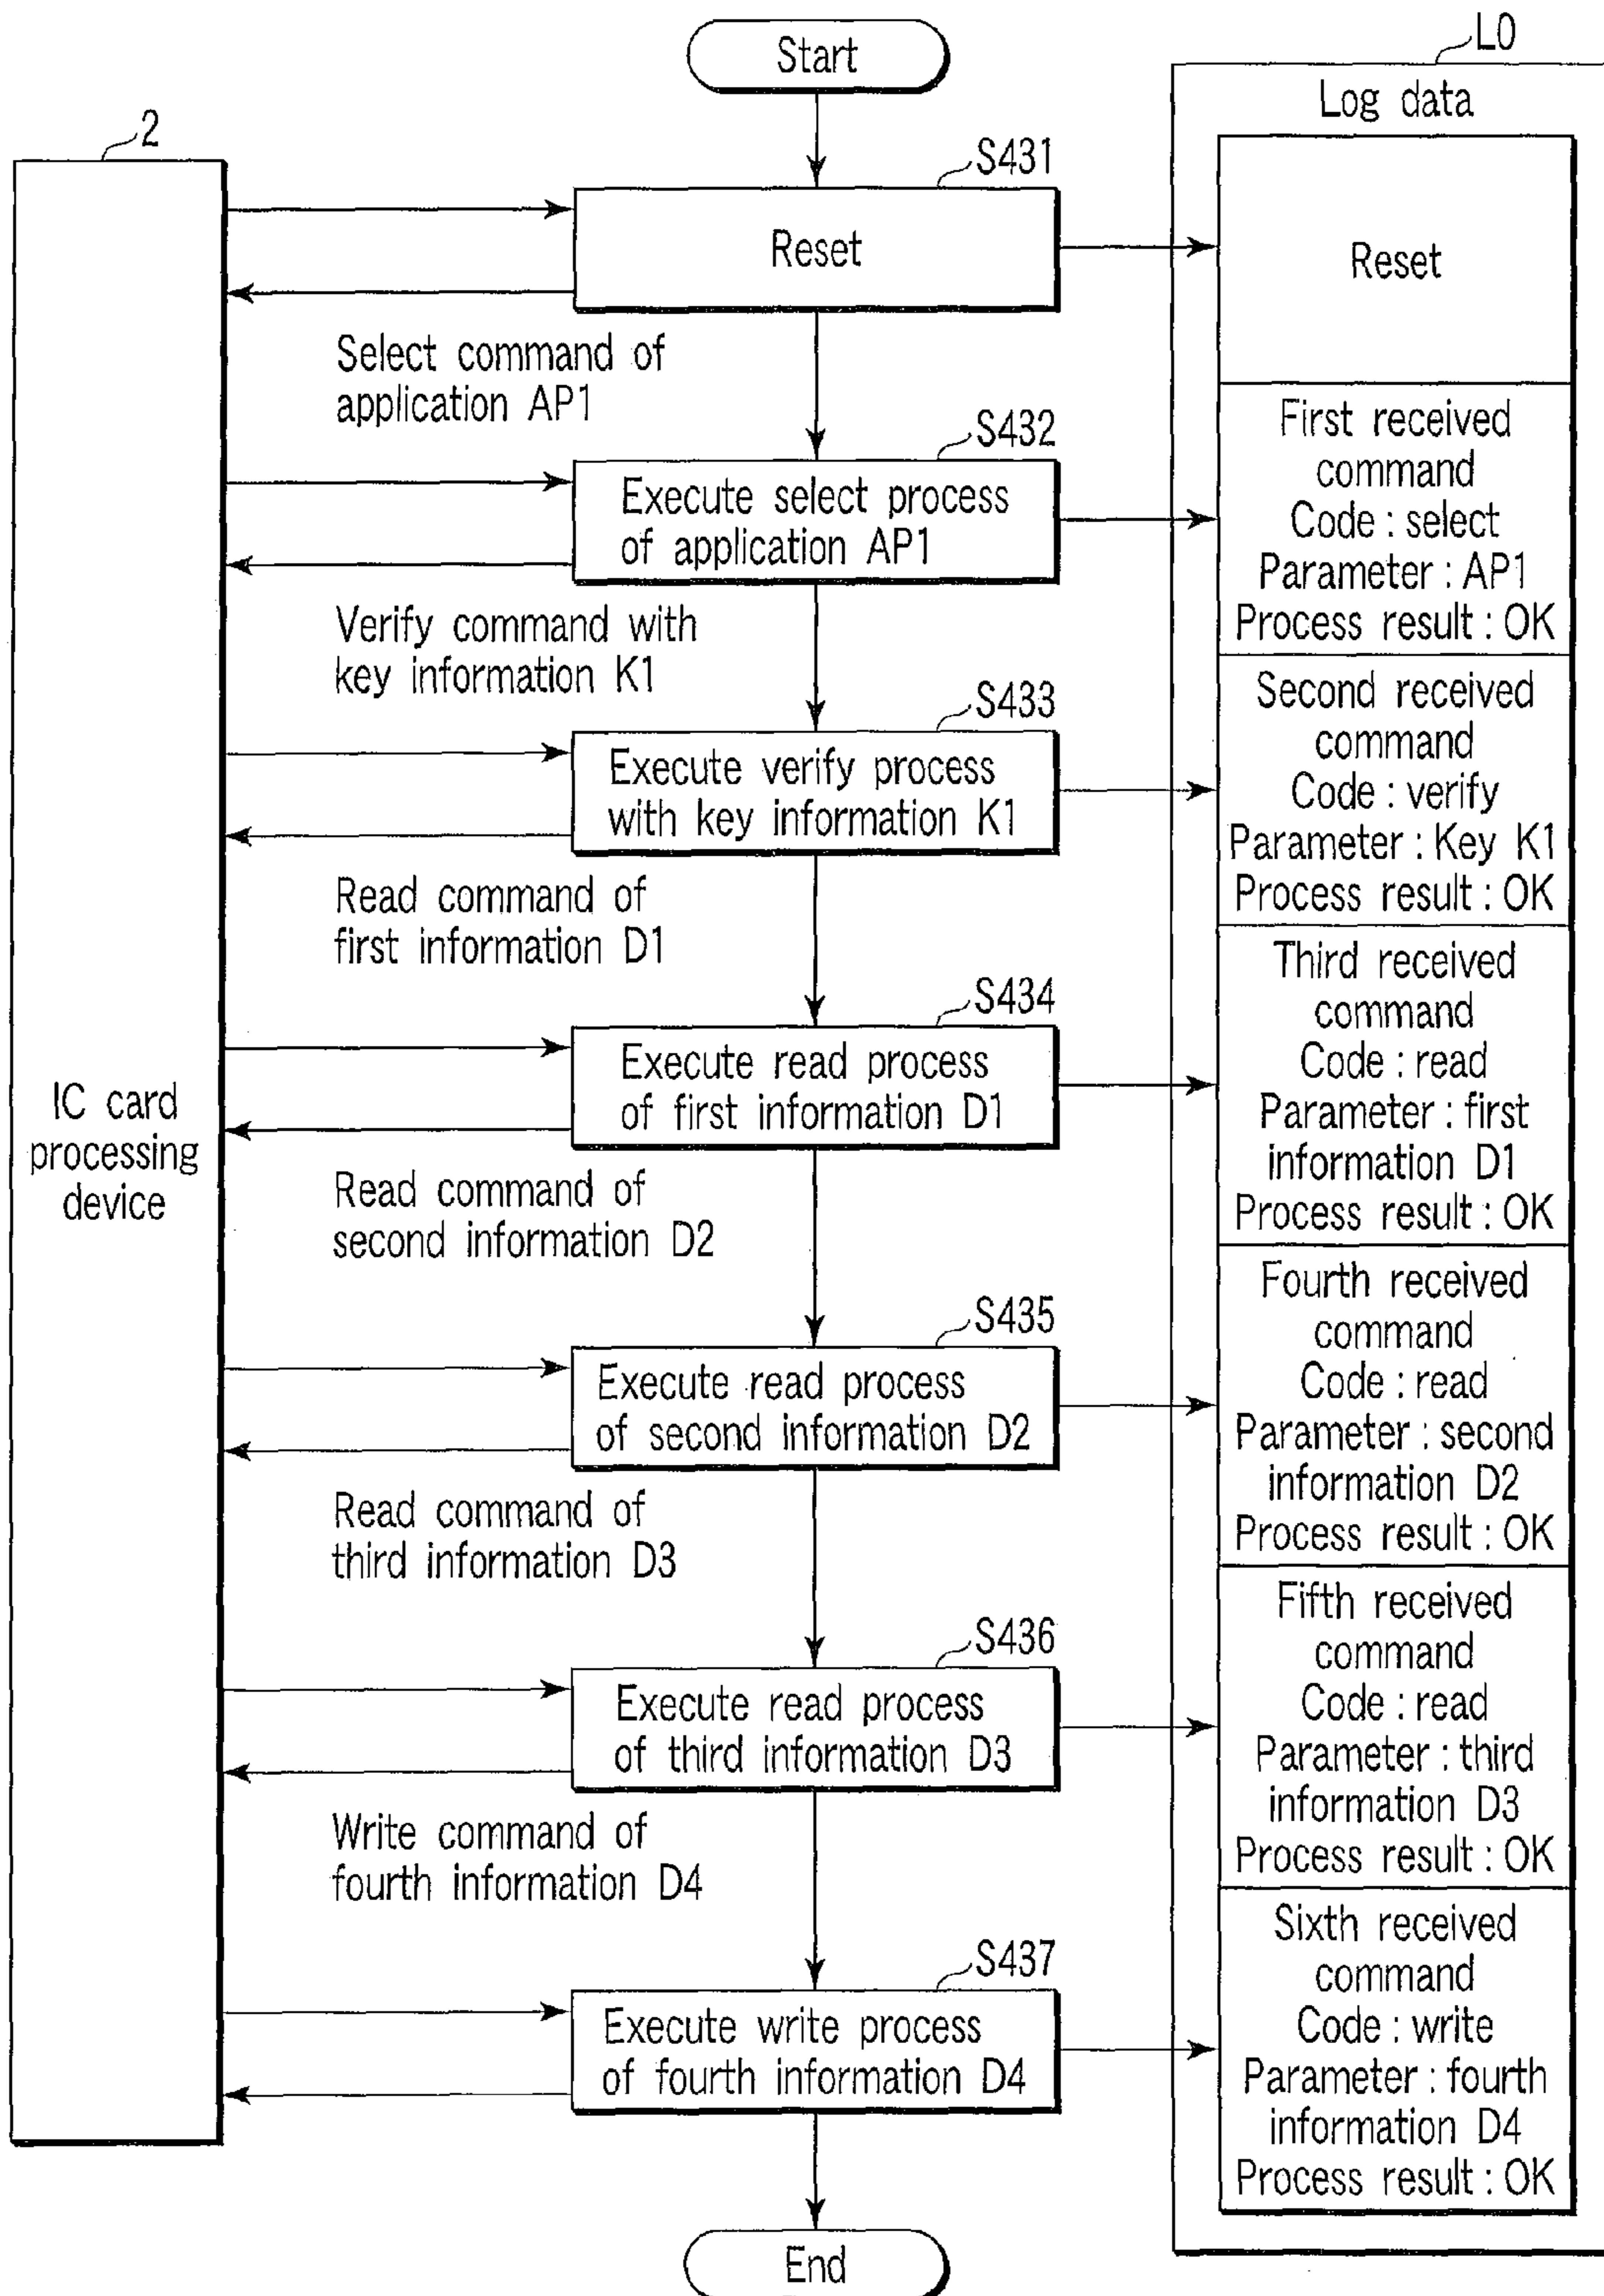 Start
L0
Log data
2
S431
Reset
Reset
Select command of
application AP1
S432
Execute select process
of application AP1
First received
command
Code : select
Parameter : AP1
Process result : OK
Verify command with
key information K1
S433
Execute verify process
with key information K1
Second received
command
Code : verify
Parameter : Key K1
Process result : OK
Read command of
first information D1
S434
Execute read process
of first information D1
Third received
command
Code : read
Parameter : first
information D1
Process result : OK
IC card
processing
device
Read command of
second information D2
S435
Execute read process
of second information D2
Fourth received
command
Code : read
Parameter : second
information D2
Process result : OK
Read command of
third information D3
S436
Execute read process
of third information D3
Fifth received
command
Code : read
Parameter : third
information D3
Process result : OK
Write command of
fourth information D4
S437
Execute write process
of fourth information D4
Sixth received
command
Code : write
Parameter : fourth
information D4
Process result : OK
End